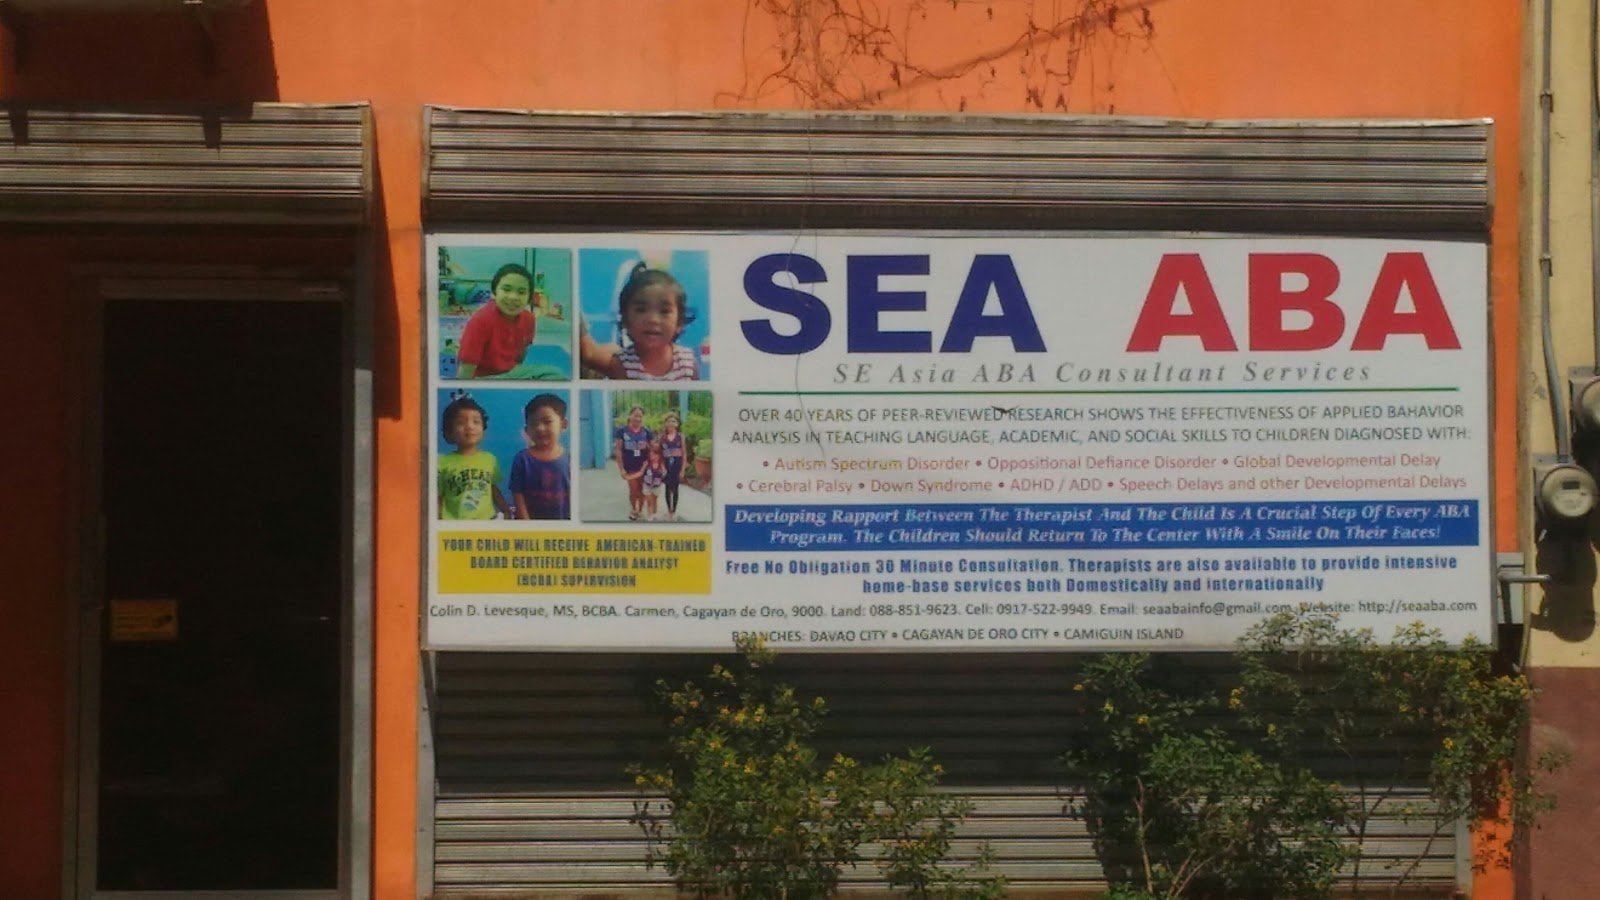 SEA ABA
SE Asia ABA Consultant Services
OVER 40 YEARS OF PEER-REVIEWED RESEARCH SHOWS THE EFFECTIVENESS OF APPLIED BAHAVIOR
ANALYSIS IN TEACHING LANGUAGE, ACADEMIC, AND SOCIAL SKILLS TO CHILDREN DIAGNOSED WITH:
• Autism Spectrum Disorder • Oppositional Defiance Disorder • Global Developmental Delay
• Cerebral Palsy • Down Syndrome • ADHD / ADD • Speech Delays and other Developmental Delays
Developing Rapport Between The Therapist And The Child Is A Crucial Step Of Every ABA
Program. The Children Should Return To The Center With A Smile On Their Faces!
YOUR CHILD WILL RECEIVE AMERICAN-TRAINED
BOARD CERTIFIED BEHAVIOR ANALYST
(BCBA) SUPERVISION
Free No Obligation 30 Minute Consultation. Therapists are also available to provide intensive
home-base services both Domestically and Internationally
Colin D. Levesque, MS, BCBA. Carmen, Cagayan de Oro, 9000. Land: 088-851-9623. Cell: 0917-522-9949. Email: seaabainfo@gmail.com. Website: http://seaaba.com
BRANCHES: DAVAO CITY • CAGAYAN DE ORO CITY • CAMIGUIN ISLAND